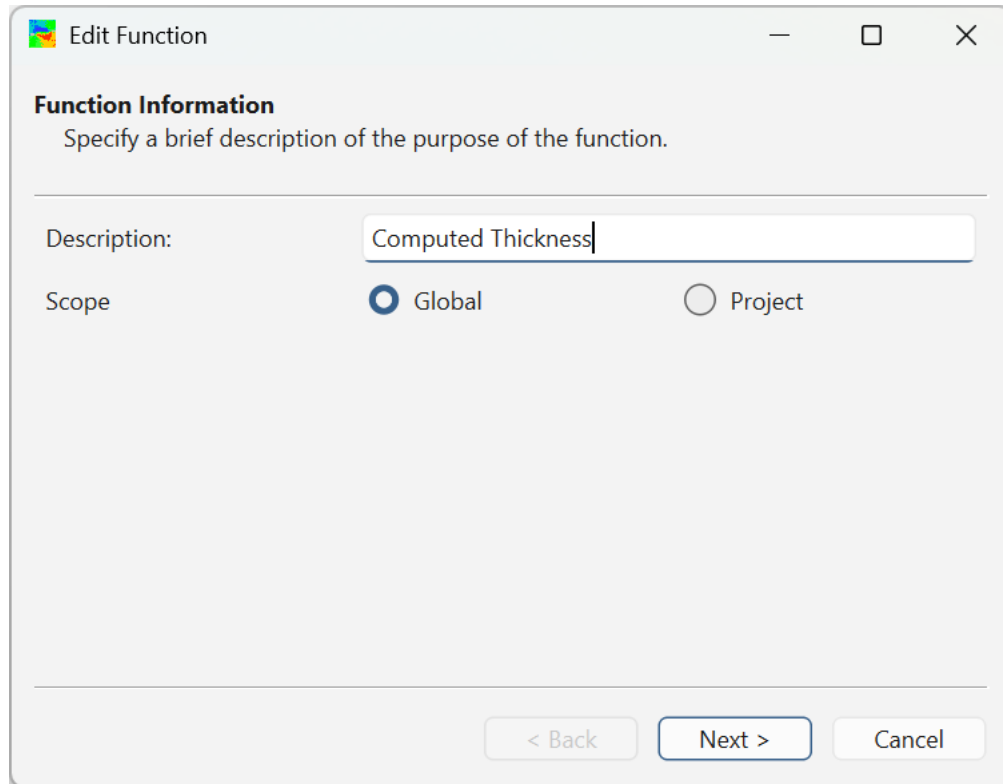 Edit Function
Function Information
Specify a brief description of the purpose of the function.
Description: Computed Thickness
Scope Global Project
< Back Next > Cancel